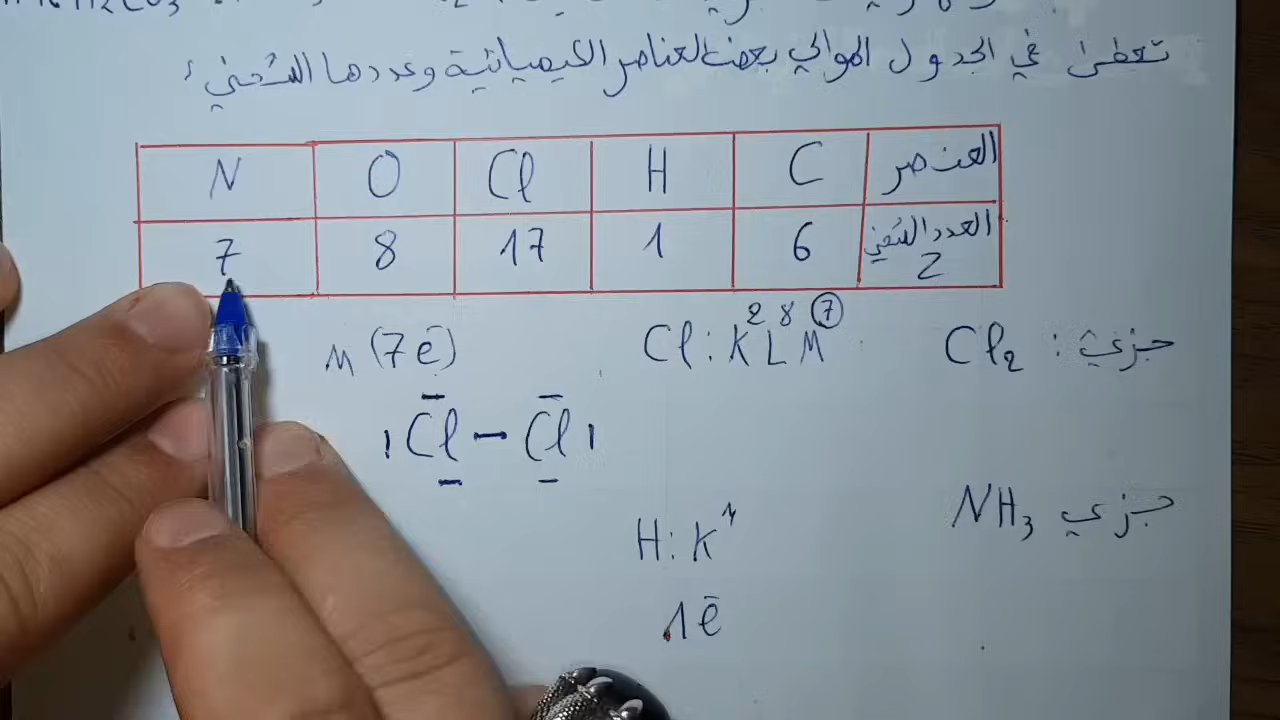 تعطى في الجدول الموالي بعض العناصر الكيميائية وعددها الشحني :
العنصر C H Cl O N
العدد الشحني Z 6 1 17 8 7
جزيئ : Cl₂ Cl : K² L⁸ M⁷ M (7e⁻)
Cl – Cl
جزيء NH₃
H : K¹
1e⁻